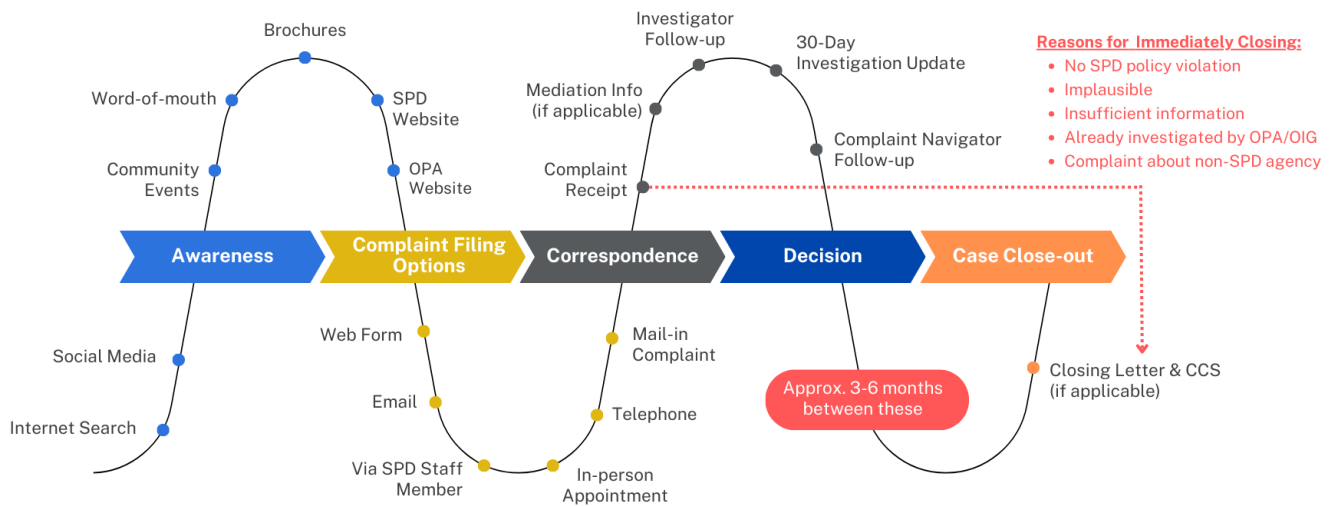 Brochures
Word-of-mouth
Community
Events
SPD
Website
OPA
Website
Investigator
Follow-up
30-Day
Investigation Update
Mediation Info
(if applicable)
Complaint
Receipt
Complaint Navigator
Follow-up
Reasons for Immediately Closing:
• No SPD policy violation
• Implausible
• Insufficient information
• Already investigated by OPA/OIG
• Complaint about non-SPD agency
Awareness
Complaint Filing
Options
Correspondence
Decision
Case Close-out
Social Media
Internet Search
Web Form
Email
Via SPD Staff
Member
In-person
Appointment
Telephone
Mail-in
Complaint
Approx. 3-6 months
between these
Closing Letter & CCS
(if applicable)